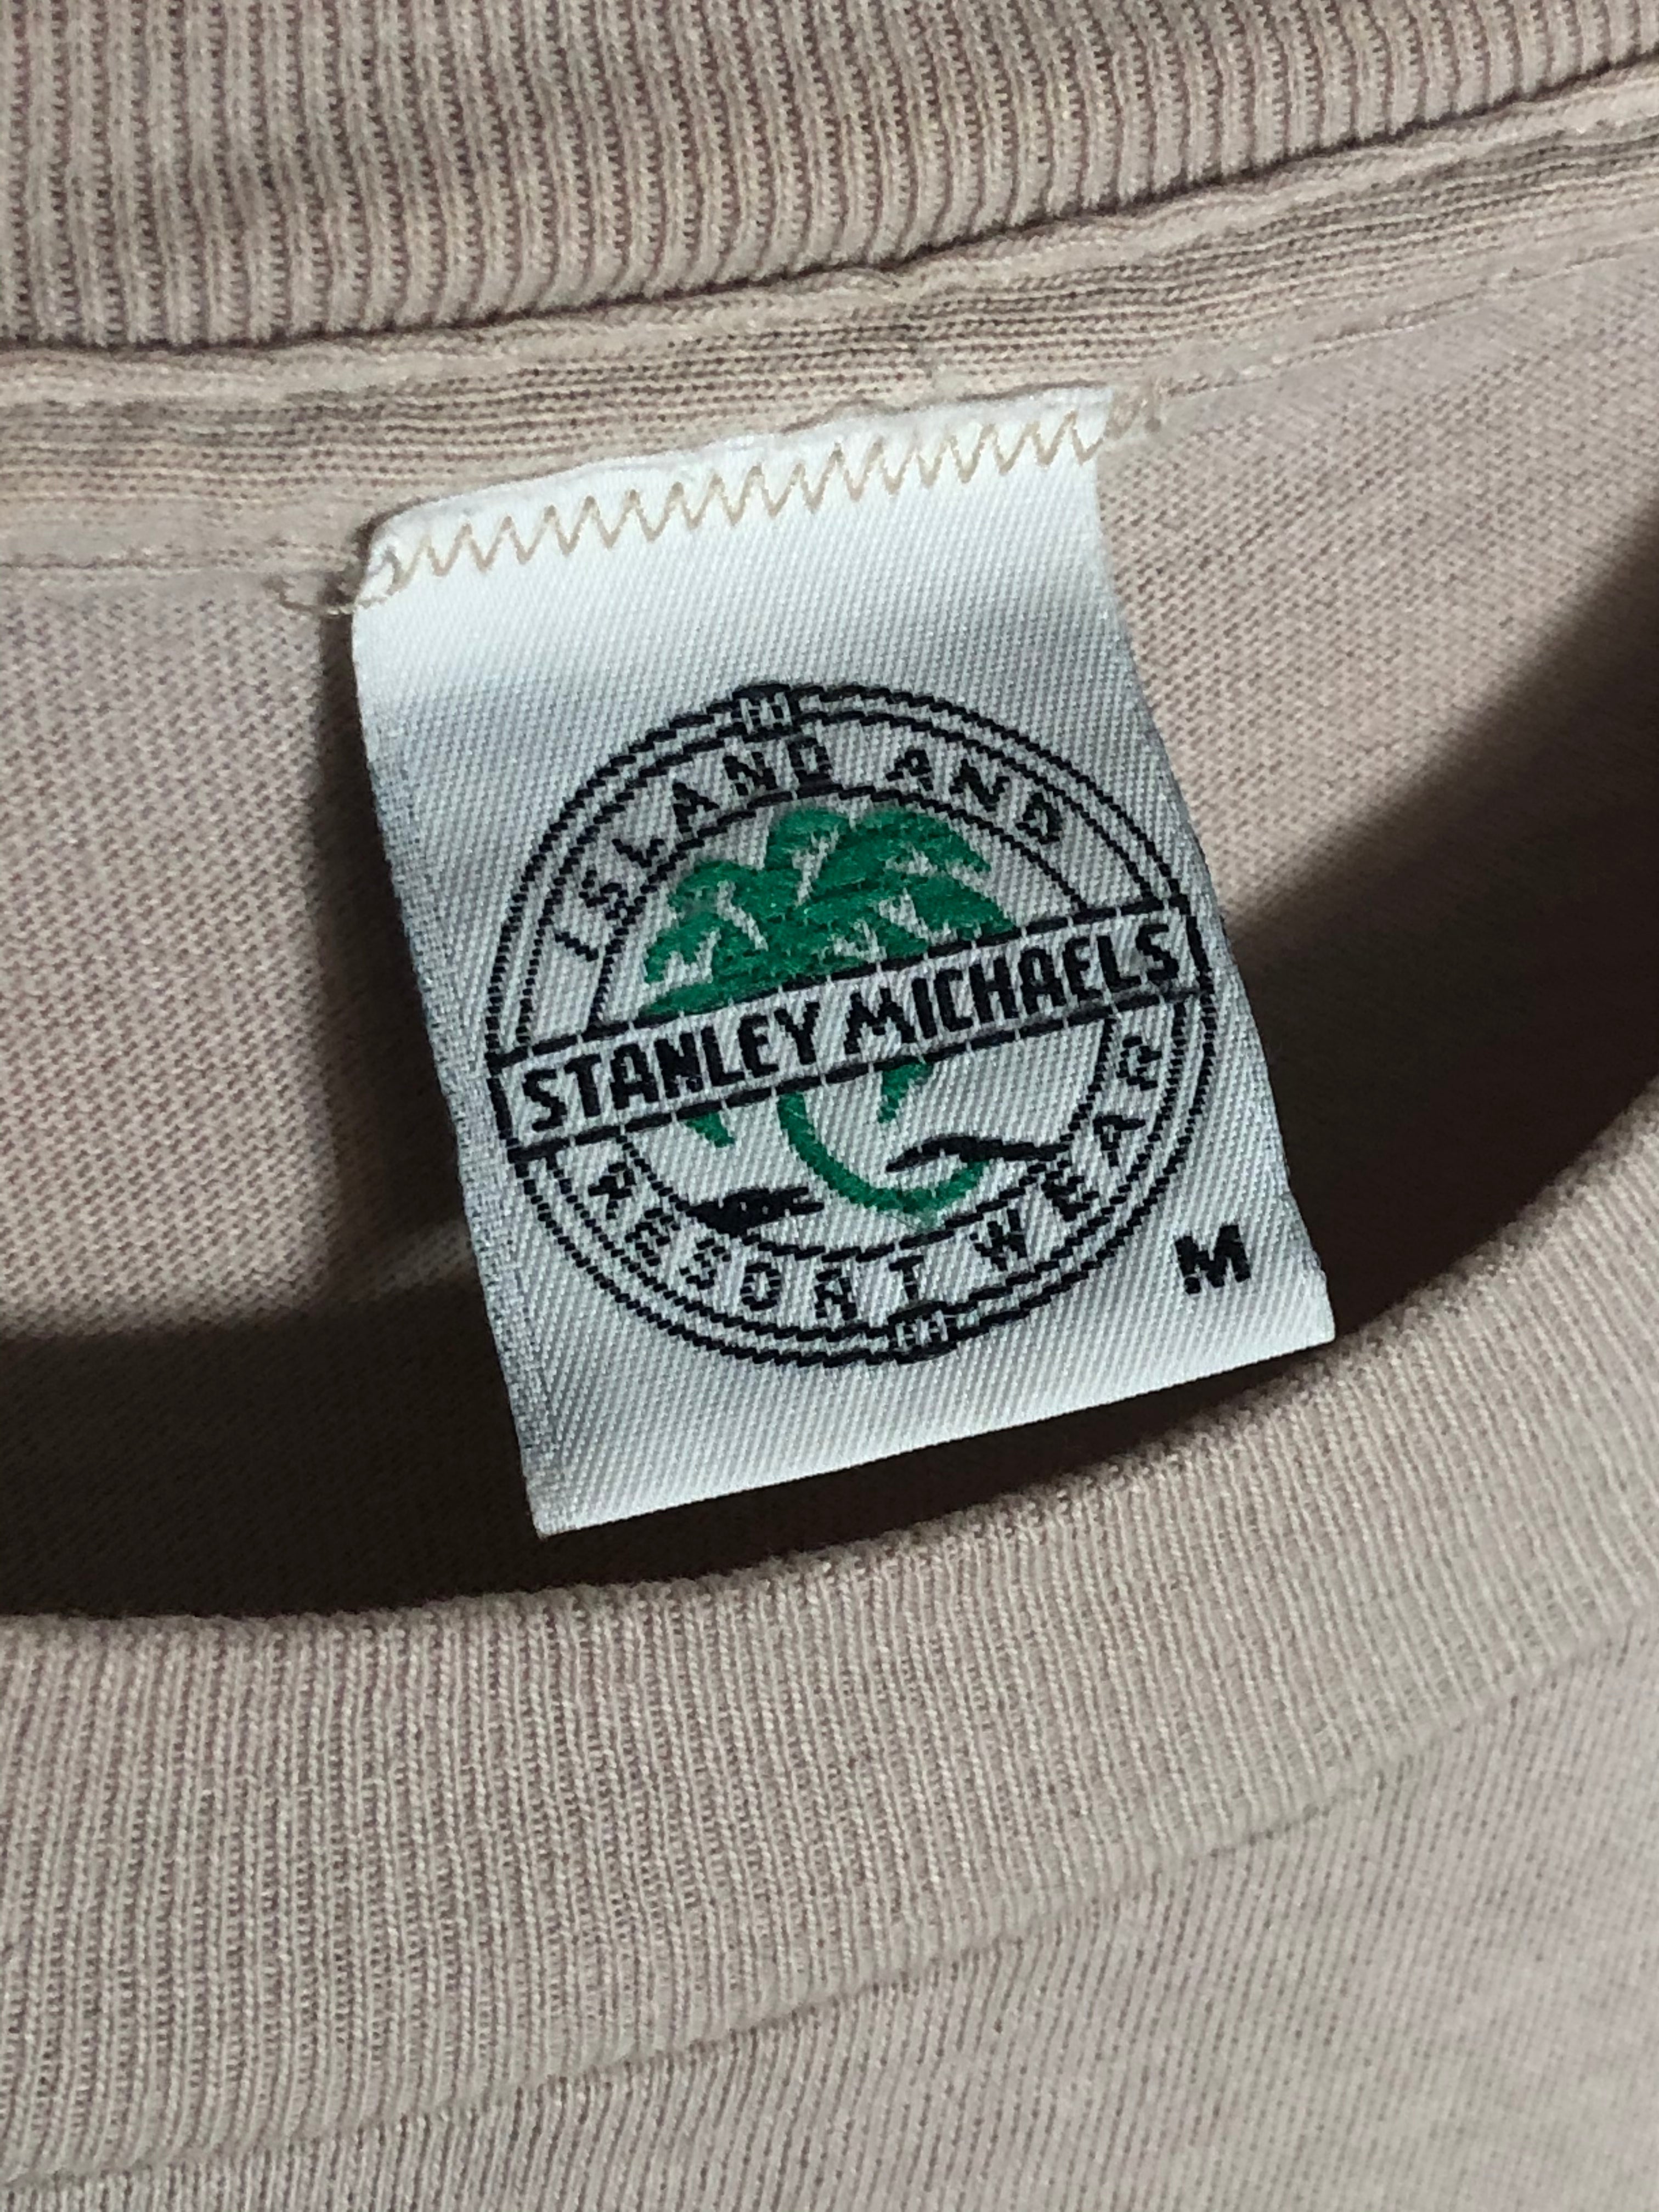 ISLAND AND
STANLEY MICHAELS
RESORT WEAR
M